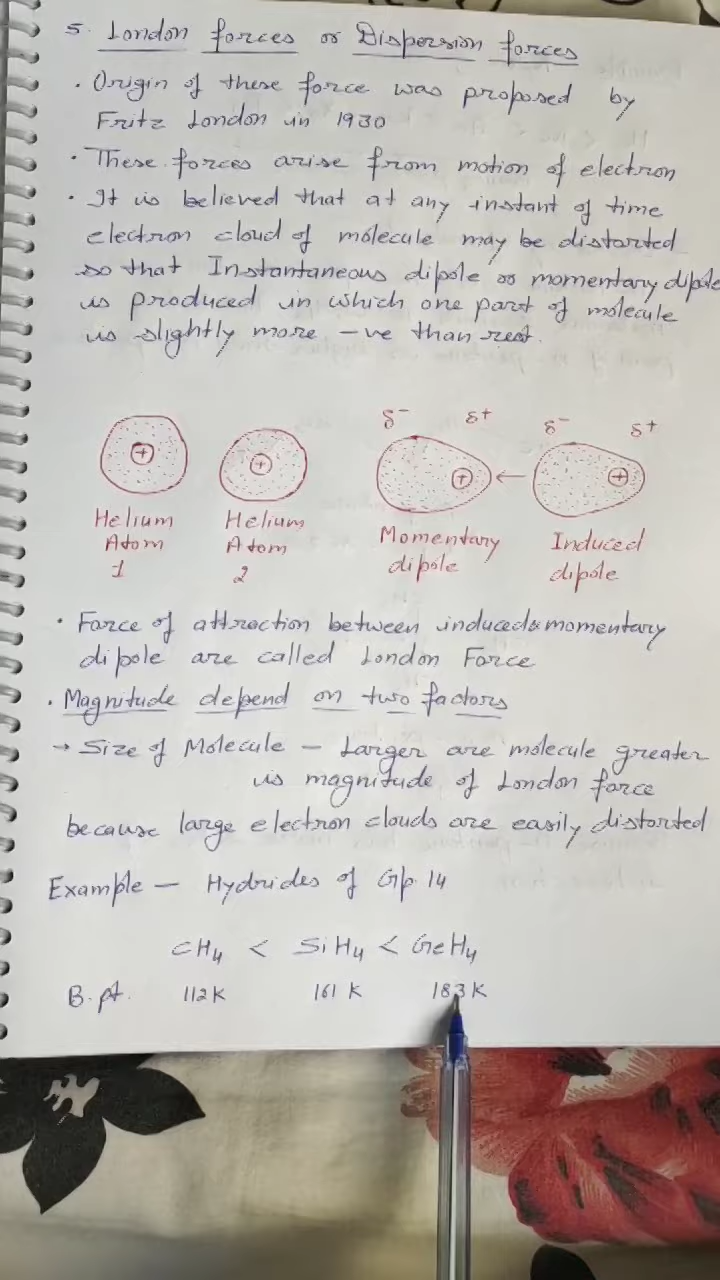 5. London forces or Dispersion forces
· Origin of these force was proposed by
Fritz London in 1930
· These forces arise from motion of electron
· It is believed that at any instant of time
electron cloud of molecule may be distorted
so that Instantaneous dipole or momentary dipole
is produced in which one part of molecule
is slightly more -ve than rest.
δ- δ+ δ- δ+
+ + + ← +
Helium Atom 1
Helium Atom 2
Momentary dipole
Induced dipole
· Force of attraction between induced & momentary
dipole are called London Force
· Magnitude depend on two factors
→ Size of Molecule - Larger are molecule greater
is magnitude of London force
because large electron clouds are easily distorted
Example - Hydrides of Gp. 14
CH4 < SiH4 < GeH4
B.pt. 112K 161 K 183K